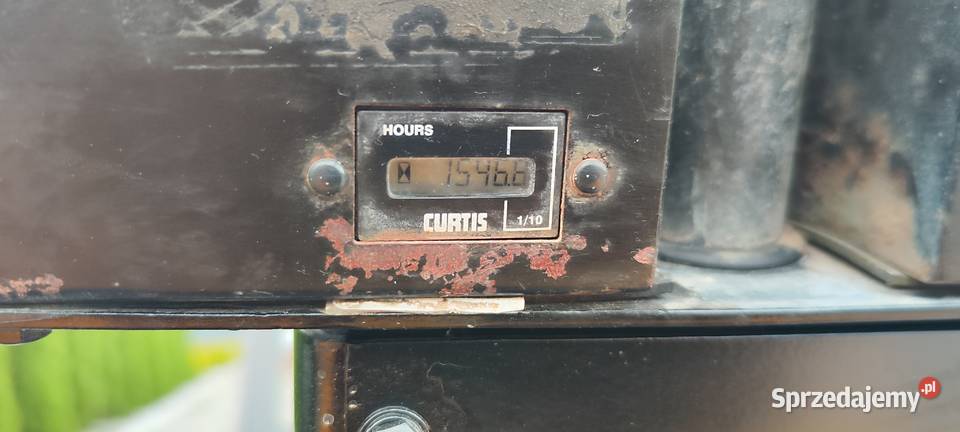 HOURS
1546.6
CURTIS
1/10
Sprzedajemy.pl